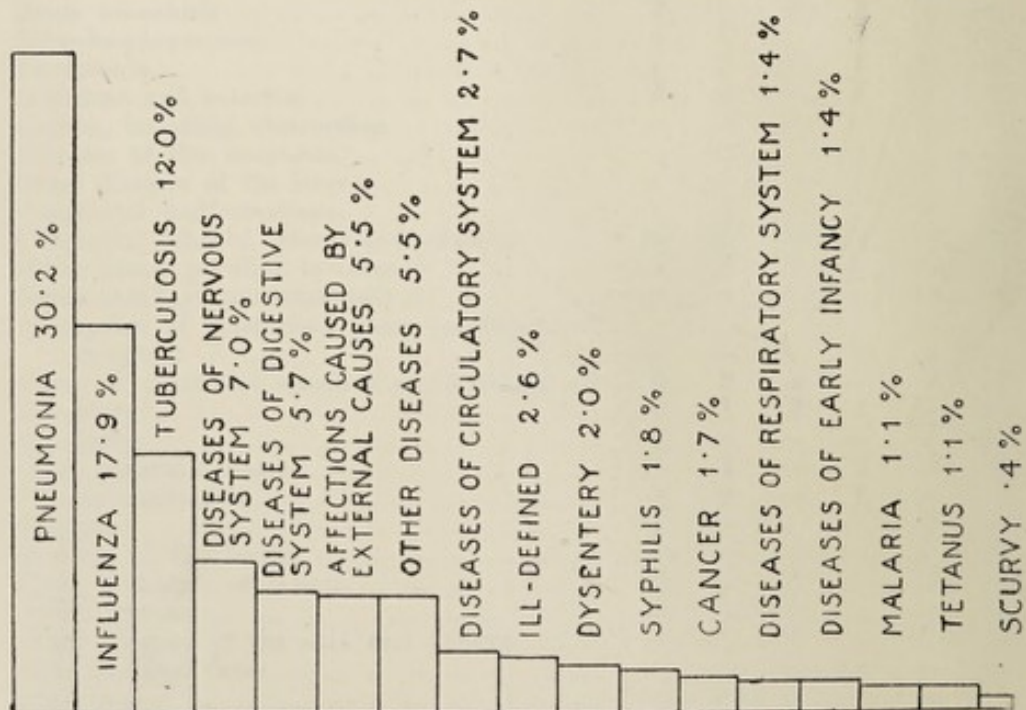 PNEUMONIA 30·2 %
INFLUENZA 17·9 %
TUBERCULOSIS 12·0%
DISEASES OF NERVOUS
SYSTEM 7·0%
DISEASES OF DIGESTIVE
SYSTEM 5·7%
AFFECTIONS CAUSED BY
EXTERNAL CAUSES 5·5 %
OTHER DISEASES 5·5%
DISEASES OF CIRCULATORY SYSTEM 2·7 %
ILL-DEFINED 2·6 %
DYSENTERY 2·0%
SYPHILIS 1·8%
CANCER 1·7%
DISEASES OF RESPIRATORY SYSTEM 1·4 %
DISEASES OF EARLY INFANCY 1·4%
MALARIA 1·1 %
TETANUS 1·1 %
SCURVY ·4%